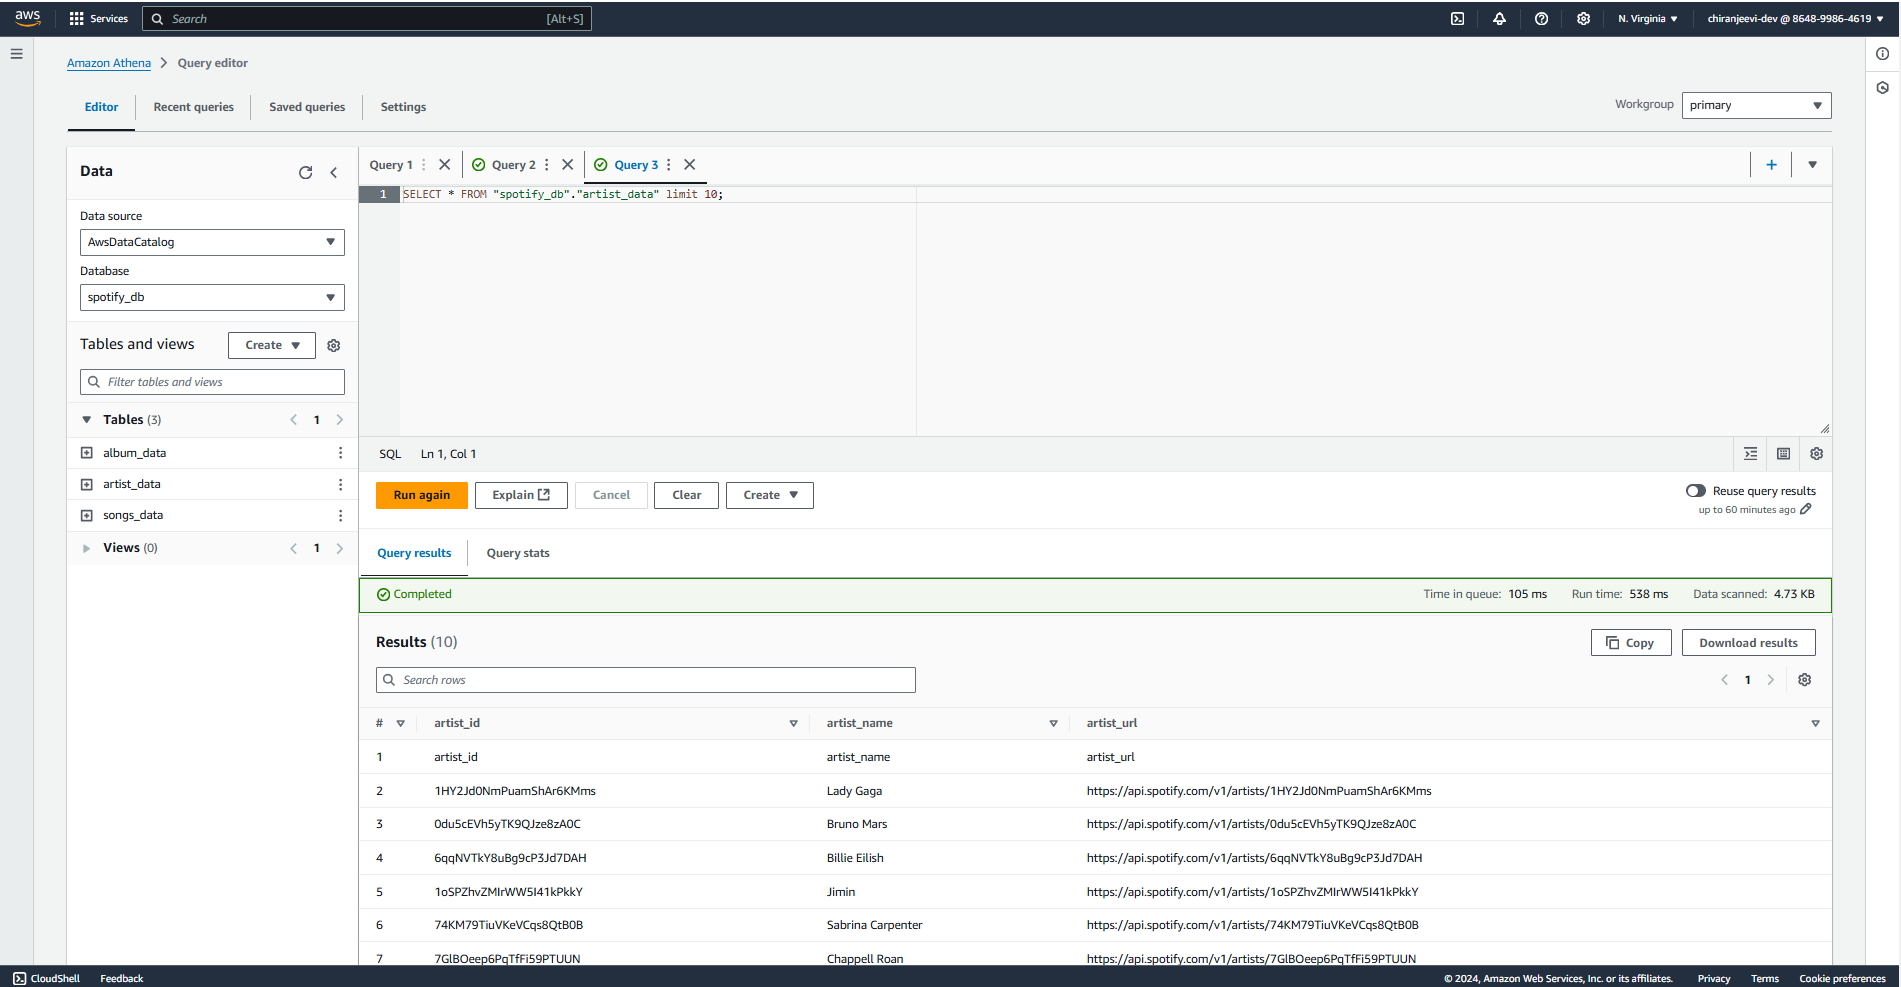 aws Services Search [Alt+S] N. Virginia chiranjeevi-dev @ 8648-9986-4619
Amazon Athena Query editor
Editor Recent queries Saved queries Settings Workgroup primary
Data
Data source
AwsDataCatalog
Database
spotify_db
Tables and views Create
Filter tables and views
Tables (3) 1
album_data
artist_data
songs_data
Views (0) 1
Query 1 Query 2 Query 3
1 SELECT * FROM "spotify_db"."artist_data" limit 10;
SQL Ln 1, Col 1
Run again Explain Cancel Clear Create Reuse query results
up to 60 minutes ago
Query results Query stats
Completed Time in queue: 105 ms Run time: 538 ms Data scanned: 4.73 KB
Results (10) Copy Download results
Search rows 1
# artist_id artist_name artist_url
1 artist_id artist_name artist_url
2 1HY2Jd0NmPuamShAr6KMms Lady Gaga https://api.spotify.com/v1/artists/1HY2Jd0NmPuamShAr6KMms
3 0du5cEVh5yTK9QJze8zA0C Bruno Mars https://api.spotify.com/v1/artists/0du5cEVh5yTK9QJze8zA0C
4 6qqNVTkY8uBg9cP3Jd7DAH Billie Eilish https://api.spotify.com/v1/artists/6qqNVTkY8uBg9cP3Jd7DAH
5 1oSPZhvZMIrWW5I41kPkkY Jimin https://api.spotify.com/v1/artists/1oSPZhvZMIrWW5I41kPkkY
6 74KM79TiuVKeVCqs8QtB0B Sabrina Carpenter https://api.spotify.com/v1/artists/74KM79TiuVKeVCqs8QtB0B
7 7GlBOeep6PqTfFi59PTUUN Chappell Roan https://api.spotify.com/v1/artists/7GlBOeep6PqTfFi59PTUUN
CloudShell Feedback © 2024, Amazon Web Services, Inc. or its affiliates. Privacy Terms Cookie preferences